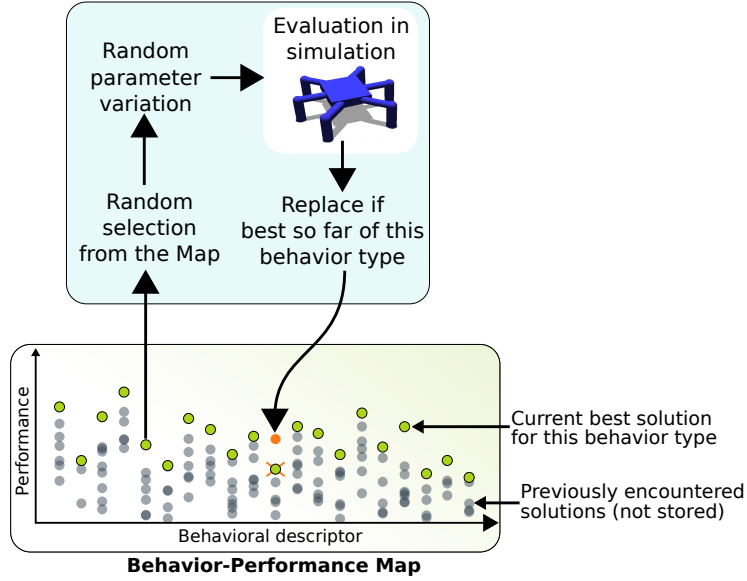 Random
parameter
variation
Evaluation in
simulation
Random
selection
from the Map
Replace if
best so far of this
behavior type
Performance
Current best solution
for this behavior type
Previously encountered
solutions (not stored)
Behavioral descriptor
Behavior-Performance Map